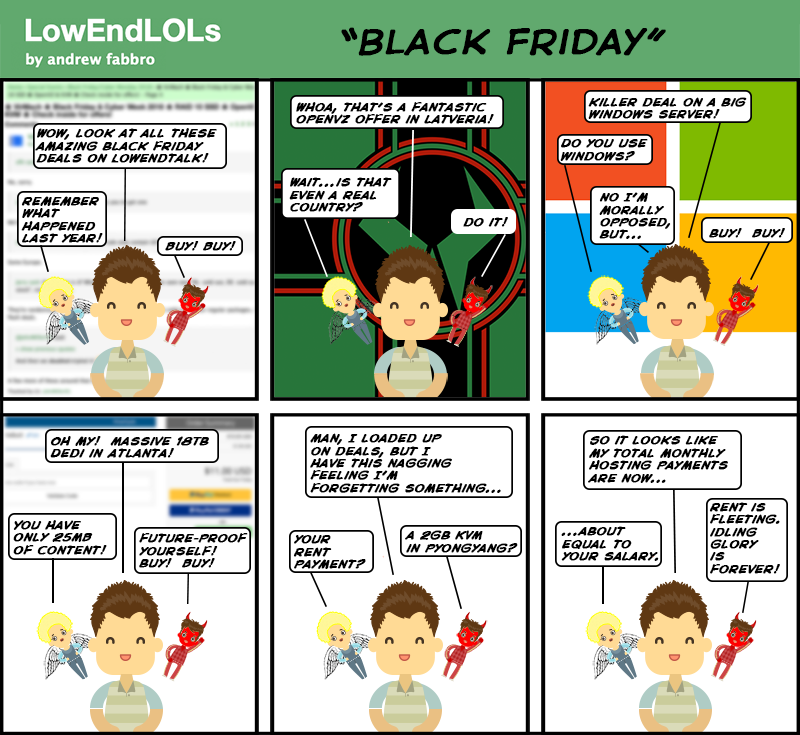 LowEndLOLs
by andrew fabbro
"BLACK FRIDAY"
WOW, LOOK AT ALL THESE
AMAZING BLACK FRIDAY
DEALS ON LOWENDTALK!
REMEMBER
WHAT
HAPPENED
LAST YEAR!
BUY! BUY!
WHOA, THAT'S A FANTASTIC
OPENVZ OFFER IN LATVERIA!
WAIT...IS THAT
EVEN A REAL
COUNTRY?
DO IT!
KILLER DEAL ON A BIG
WINDOWS SERVER!
DO YOU USE
WINDOWS?
NO I'M
MORALLY
OPPOSED,
BUT...
BUY! BUY!
OH MY! MASSIVE 18TB
DEDI IN ATLANTA!
YOU HAVE
ONLY 25MB
OF CONTENT!
FUTURE-PROOF
YOURSELF!
BUY! BUY!
MAN, I LOADED UP
ON DEALS, BUT I
HAVE THIS NAGGING
FEELING I'M
FORGETTING SOMETHING...
YOUR
RENT
PAYMENT?
A 2GB KVM
IN PYONGYANG?
SO IT LOOKS LIKE
MY TOTAL MONTHLY
HOSTING PAYMENTS
ARE NOW...
...ABOUT
EQUAL TO
YOUR SALARY.
RENT IS
FLEETING.
IDLING
GLORY
IS
FOREVER!